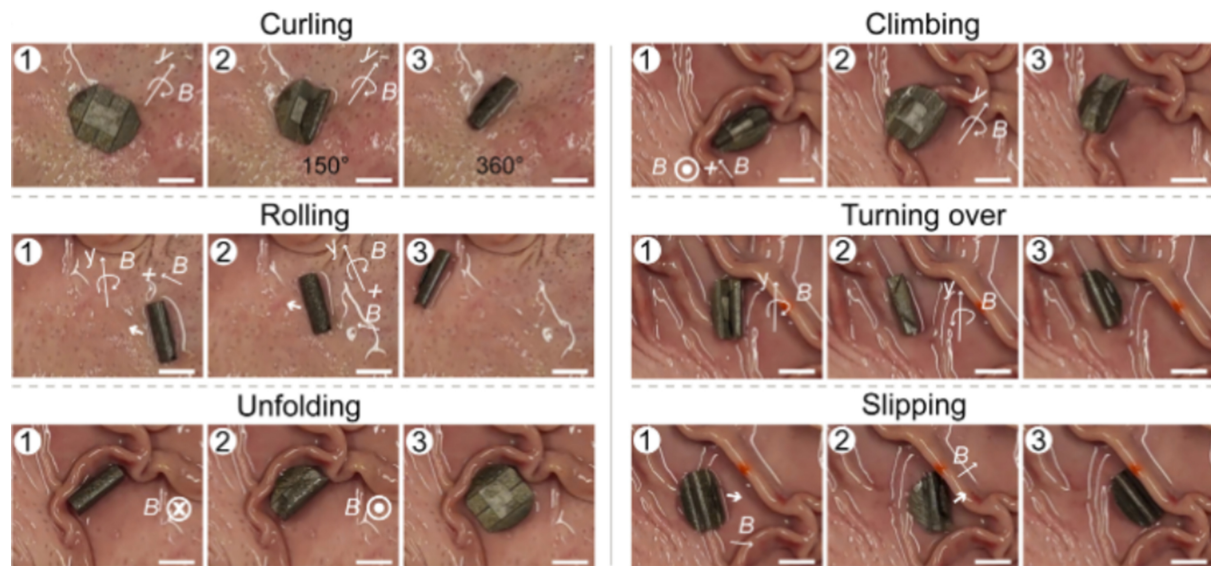 Curling
1 y B
2 y B 150°
3 360°
Rolling
1 y B + B
2 y B + B
3
Unfolding
1 B
2 B
3
Climbing
1 B + B
2 y B
3
Turning over
1 y B
2 y B
3
Slipping
1 B
2 B
3